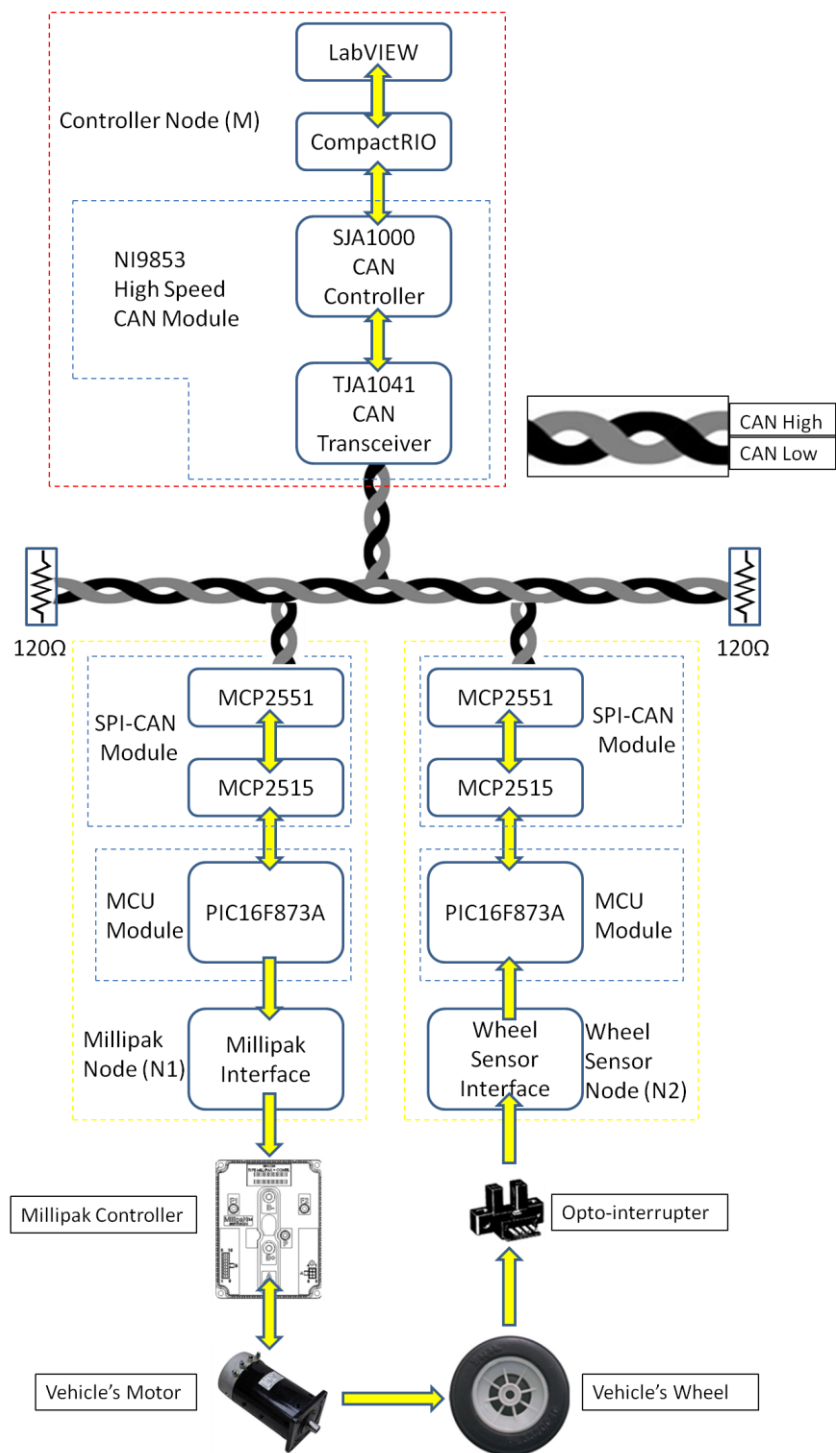 LabVIEW
Controller Node (M)
CompactRIO
NI9853
High Speed
CAN Module
SJA1000
CAN
Controller
TJA1041
CAN
Transceiver
CAN High
CAN Low
120Ω
120Ω
SPI-CAN
Module
MCP2551
MCP2515
MCP2551
MCP2515
SPI-CAN
Module
MCU
Module
PIC16F873A
PIC16F873A
MCU
Module
Millipak
Node (N1)
Millipak
Interface
Wheel
Sensor
Interface
Wheel
Sensor
Node (N2)
Millipak Controller
Opto-interrupter
Vehicle's Motor
Vehicle's Wheel